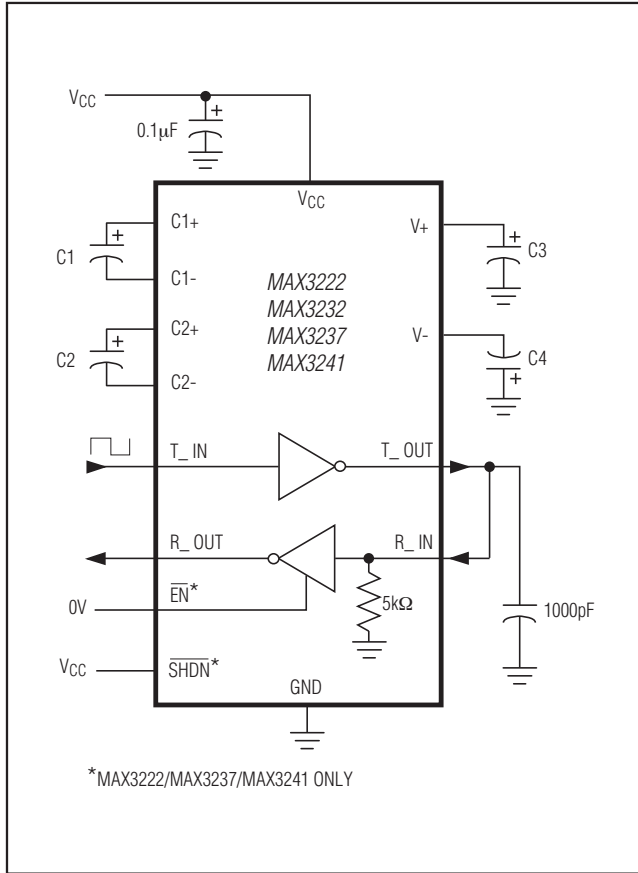 VCC
+
0.1µF
VCC
C1+
C1
+
C1-
C2+
C2
+
C2-
MAX3222
MAX3232
MAX3237
MAX3241
V+
+
C3
V-
C4
+
T_ IN
T_ OUT
R_ OUT
R_ IN
0V
EN*
5kΩ
1000pF
VCC
SHDN*
GND
*MAX3222/MAX3237/MAX3241 ONLY